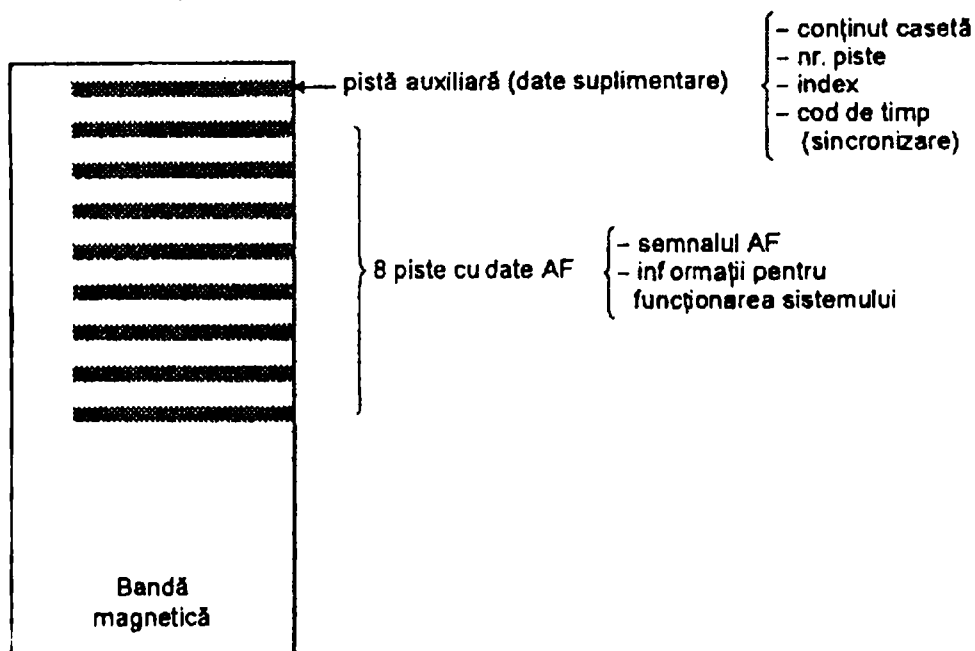 – conținut casetă
– nr. piste
– index
– cod de timp
(sincronizare)
pistă auxiliară (date suplimentare)
8 piste cu date AF
– semnalul AF
– informații pentru
funcționarea sistemului
Bandă
magnetică